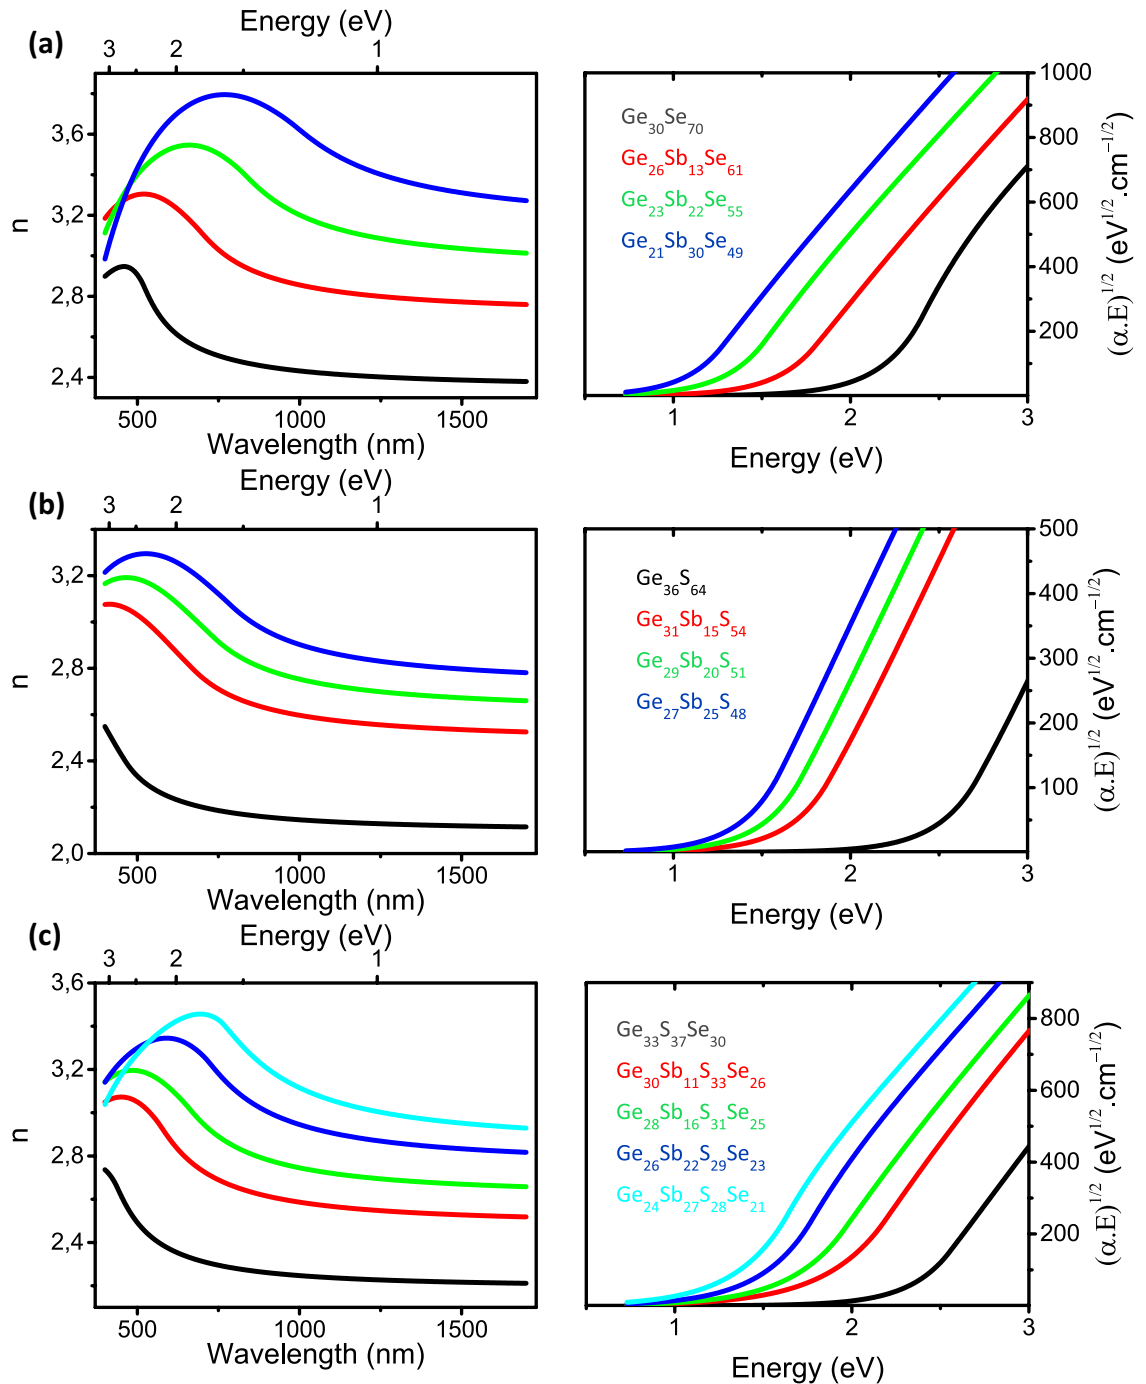 Energy (eV)
(a)
3 2 1
3,6
3,2
2,8
2,4
n
500 1000 1500
Wavelength (nm)
Ge30Se70
Ge26Sb13Se61
Ge23Sb22Se55
Ge21Sb30Se49
1000
800
600
400
200
(α.E)1/2 (eV1/2.cm−1/2)
1 2 3
Energy (eV)
Energy (eV)
(b)
3 2 1
3,2
2,8
2,4
2,0
n
500 1000 1500
Wavelength (nm)
Ge36S64
Ge31Sb15S54
Ge29Sb20S51
Ge27Sb25S48
500
400
300
200
100
(α.E)1/2 (eV1/2.cm−1/2)
1 2 3
Energy (eV)
(c)
Energy (eV)
3 2 1
3,6
3,2
2,8
2,4
n
500 1000 1500
Wavelength (nm)
Ge33S37Se30
Ge30Sb11S33Se26
Ge28Sb16S31Se25
Ge26Sb22S29Se23
Ge24Sb27S28Se21
800
600
400
200
(α.E)1/2 (eV1/2.cm−1/2)
1 2 3
Energy (eV)